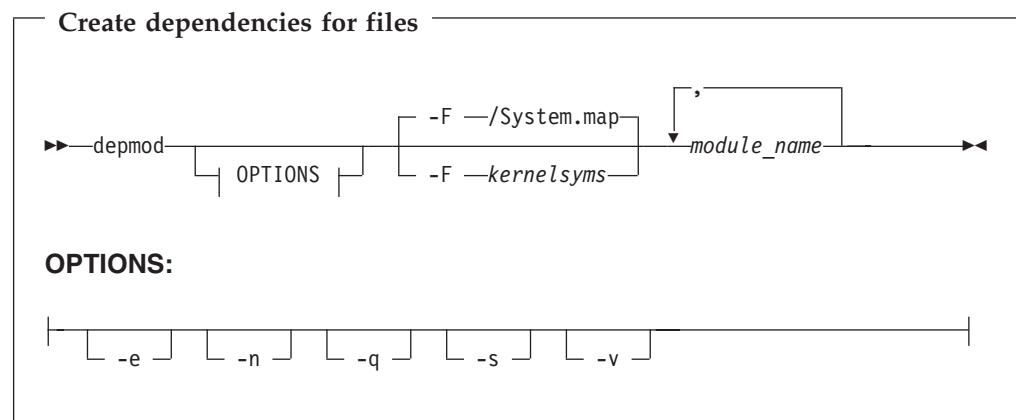 Create dependencies for files
,
-F /System.map
depmod OPTIONS -F kernelsyms module_name
OPTIONS:
-e -n -q -s -v